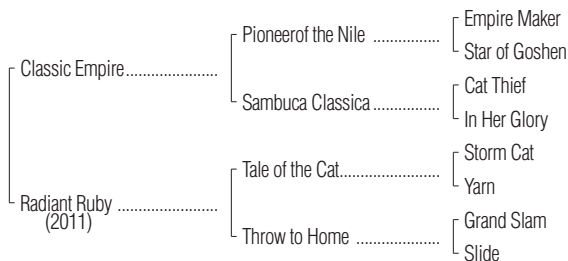 Empire Maker
Pioneerof the Nile ................
Star of Goshen
Classic Empire......................
Cat Thief
Sambuca Classica................
In Her Glory
Storm Cat
Tale of the Cat........................
Yarn
Radiant Ruby ........................
(2011)
Grand Slam
Throw to Home ....................
Slide